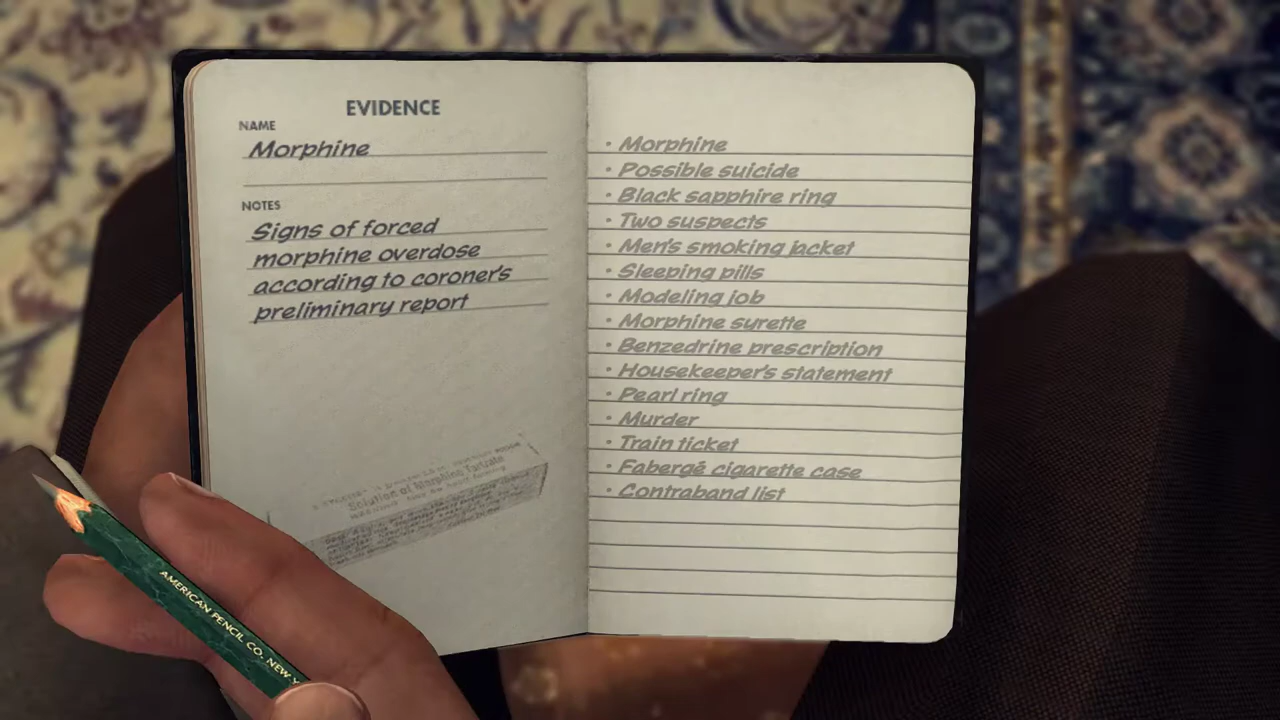 EVIDENCE
NAME
Morphine
NOTES
Signs of forced
morphine overdose
according to coroner's
preliminary report
Solution of Morphine Tartrate
• Morphine
• Possible suicide
• Black sapphire ring
• Two suspects
• Men's smoking jacket
• Sleeping pills
• Modeling job
• Morphine syrette
• Benzedrine prescription
• Housekeeper's statement
• Pearl ring
• Murder
• Train ticket
• Fabergé cigarette case
• Contraband list
AMERICAN PENCIL CO. NEW